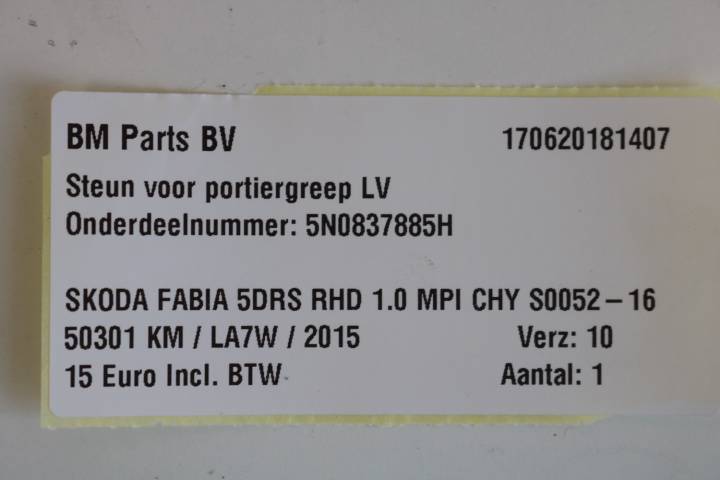 BM Parts BV 170620181407
Steun voor portiergreep LV
Onderdeelnummer: 5N0837885H
SKODA FABIA 5DRS RHD 1.0 MPI CHY S0052-16
50301 KM / LA7W / 2015 Verz: 10
15 Euro Incl. BTW Aantal: 1